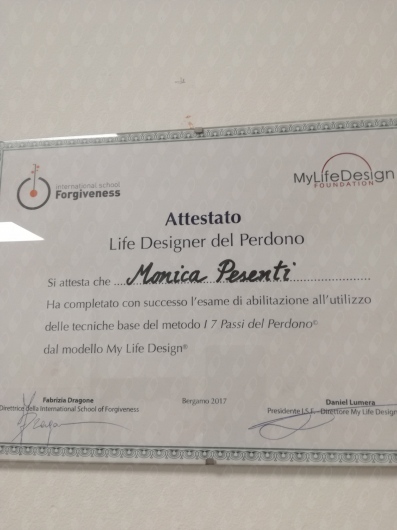 international school
Forgiveness
MyLifeDesign
FOUNDATION
Attestato
Life Designer del Perdono
Si attesta che .... Monica Pesenti
Ha completato con successo l'esame di abilitazione all'utilizzo
delle tecniche base del metodo I 7 Passi del Perdono©
dal modello My Life Design®
Fabrizia Dragone
Direttrice della International School of Forgiveness
Bergamo 2017
Daniel Lumera
Presidente I.S.F. - Direttore My Life Design